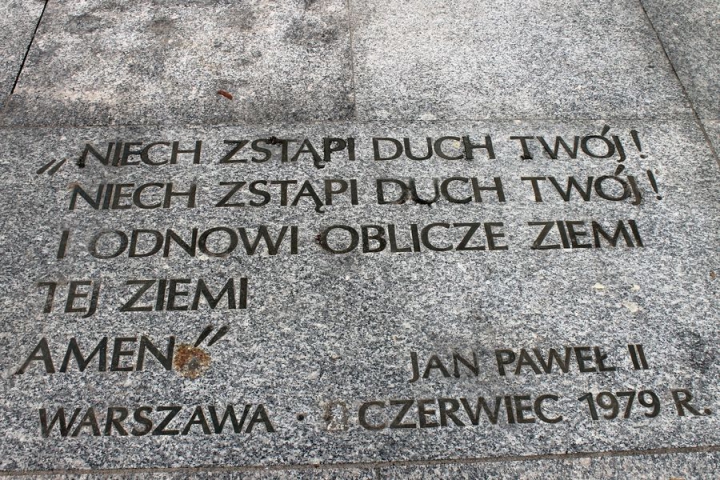 „NIECH ZSTĄPI DUCH TWÓJ!
NIECH ZSTĄPI DUCH TWÓJ!
I ODNOWI OBLICZE ZIEMI
TEJ ZIEMI
AMEN”
JAN PAWEŁ II
WARSZAWA · CZERWIEC 1979 R.